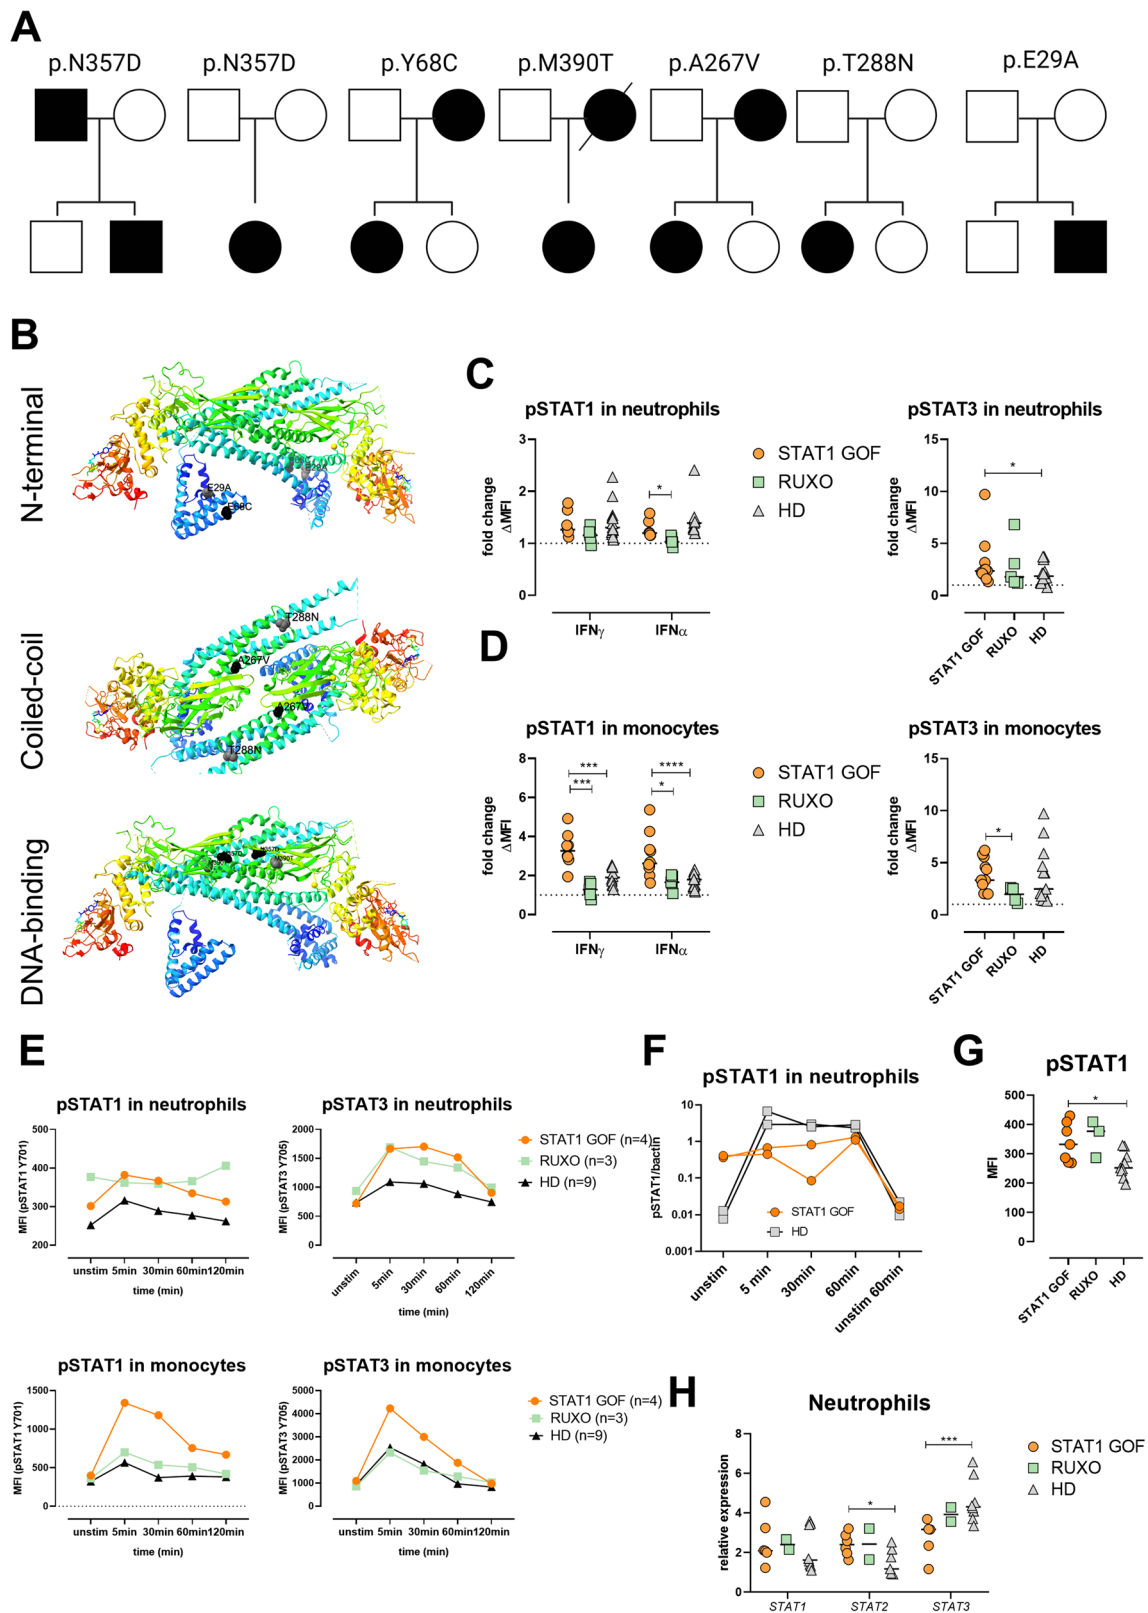 A
p.N357D
p.N357D
p.Y68C
p.M390T
p.A267V
p.T288N
p.E29A
B
N-terminal
E29A
Coiled-coil
T288N
A267V
A267V
T288N
DNA-binding
M390T
C
pSTAT1 in neutrophils
fold change
ΔMFI
3
2
1
0
IFNγ
IFNα
*
STAT1 GOF
RUXO
HD
pSTAT3 in neutrophils
fold change
ΔMFI
15
10
5
0
*
STAT1 GOF
RUXO
HD
D
pSTAT1 in monocytes
fold change
ΔMFI
8
6
4
2
0
***
***
****
*
IFNγ
IFNα
STAT1 GOF
RUXO
HD
pSTAT3 in monocytes
fold change
ΔMFI
15
10
5
0
*
STAT1 GOF
RUXO
HD
E
pSTAT1 in neutrophils
MFI (pSTAT1 Y701)
500
400
300
200
unstim 5min 30min 60min 120min
time (min)
pSTAT3 in neutrophils
MFI (pSTAT3 Y705)
2000
1500
1000
500
0
unstim 5min 30min 60min 120min
time (min)
STAT1 GOF (n=4)
RUXO (n=3)
HD (n=9)
pSTAT1 in monocytes
MFI (pSTAT1 Y701)
1500
1000
500
0
unstim 5min 30min 60min 120min
time (min)
pSTAT3 in monocytes
MFI (pSTAT3 Y705)
5000
4000
3000
2000
1000
0
unstim 5min 30min 60min 120min
time (min)
STAT1 GOF (n=4)
RUXO (n=3)
HD (n=9)
F
pSTAT1 in neutrophils
pSTAT1/bactin
10
1
0.1
0.01
0.001
STAT1 GOF
HD
unstim
5 min
30min
60min
unstim 60min
G
pSTAT1
MFI
500
400
300
200
100
0
*
STAT1 GOF
RUXO
HD
H
Neutrophils
relative expression
8
6
4
2
0
*
***
STAT1
STAT2
STAT3
STAT1 GOF
RUXO
HD